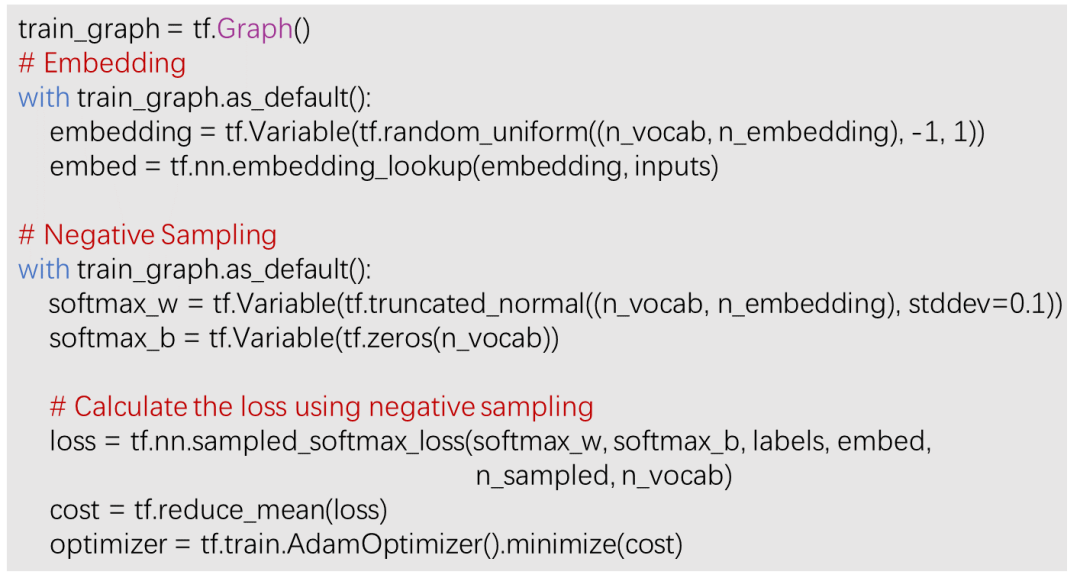 train_graph = tf.Graph()
# Embedding
with train_graph.as_default():
    embedding = tf.Variable(tf.random_uniform((n_vocab, n_embedding), -1, 1))
    embed = tf.nn.embedding_lookup(embedding, inputs)

# Negative Sampling
with train_graph.as_default():
    softmax_w = tf.Variable(tf.truncated_normal((n_vocab, n_embedding), stddev=0.1))
    softmax_b = tf.Variable(tf.zeros(n_vocab))

    # Calculate the loss using negative sampling
    loss = tf.nn.sampled_softmax_loss(softmax_w, softmax_b, labels, embed,
                                      n_sampled, n_vocab)
    cost = tf.reduce_mean(loss)
    optimizer = tf.train.AdamOptimizer().minimize(cost)